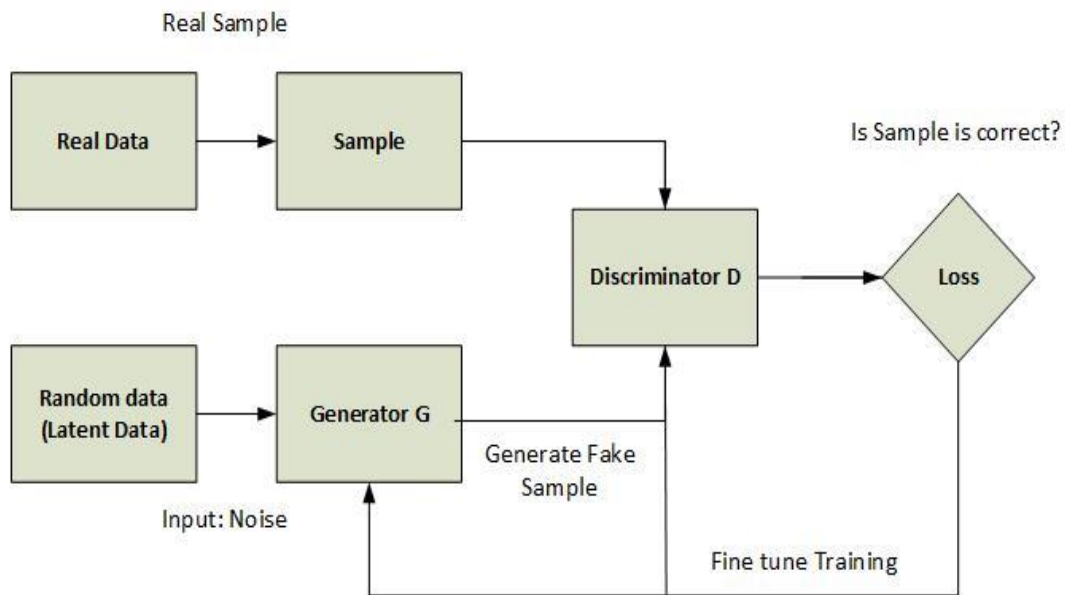 Real Sample
Real Data
Sample
Is Sample is correct?
Discriminator D
Loss
Random data
(Latent Data)
Generator G
Generate Fake
Sample
Input: Noise
Fine tune Training